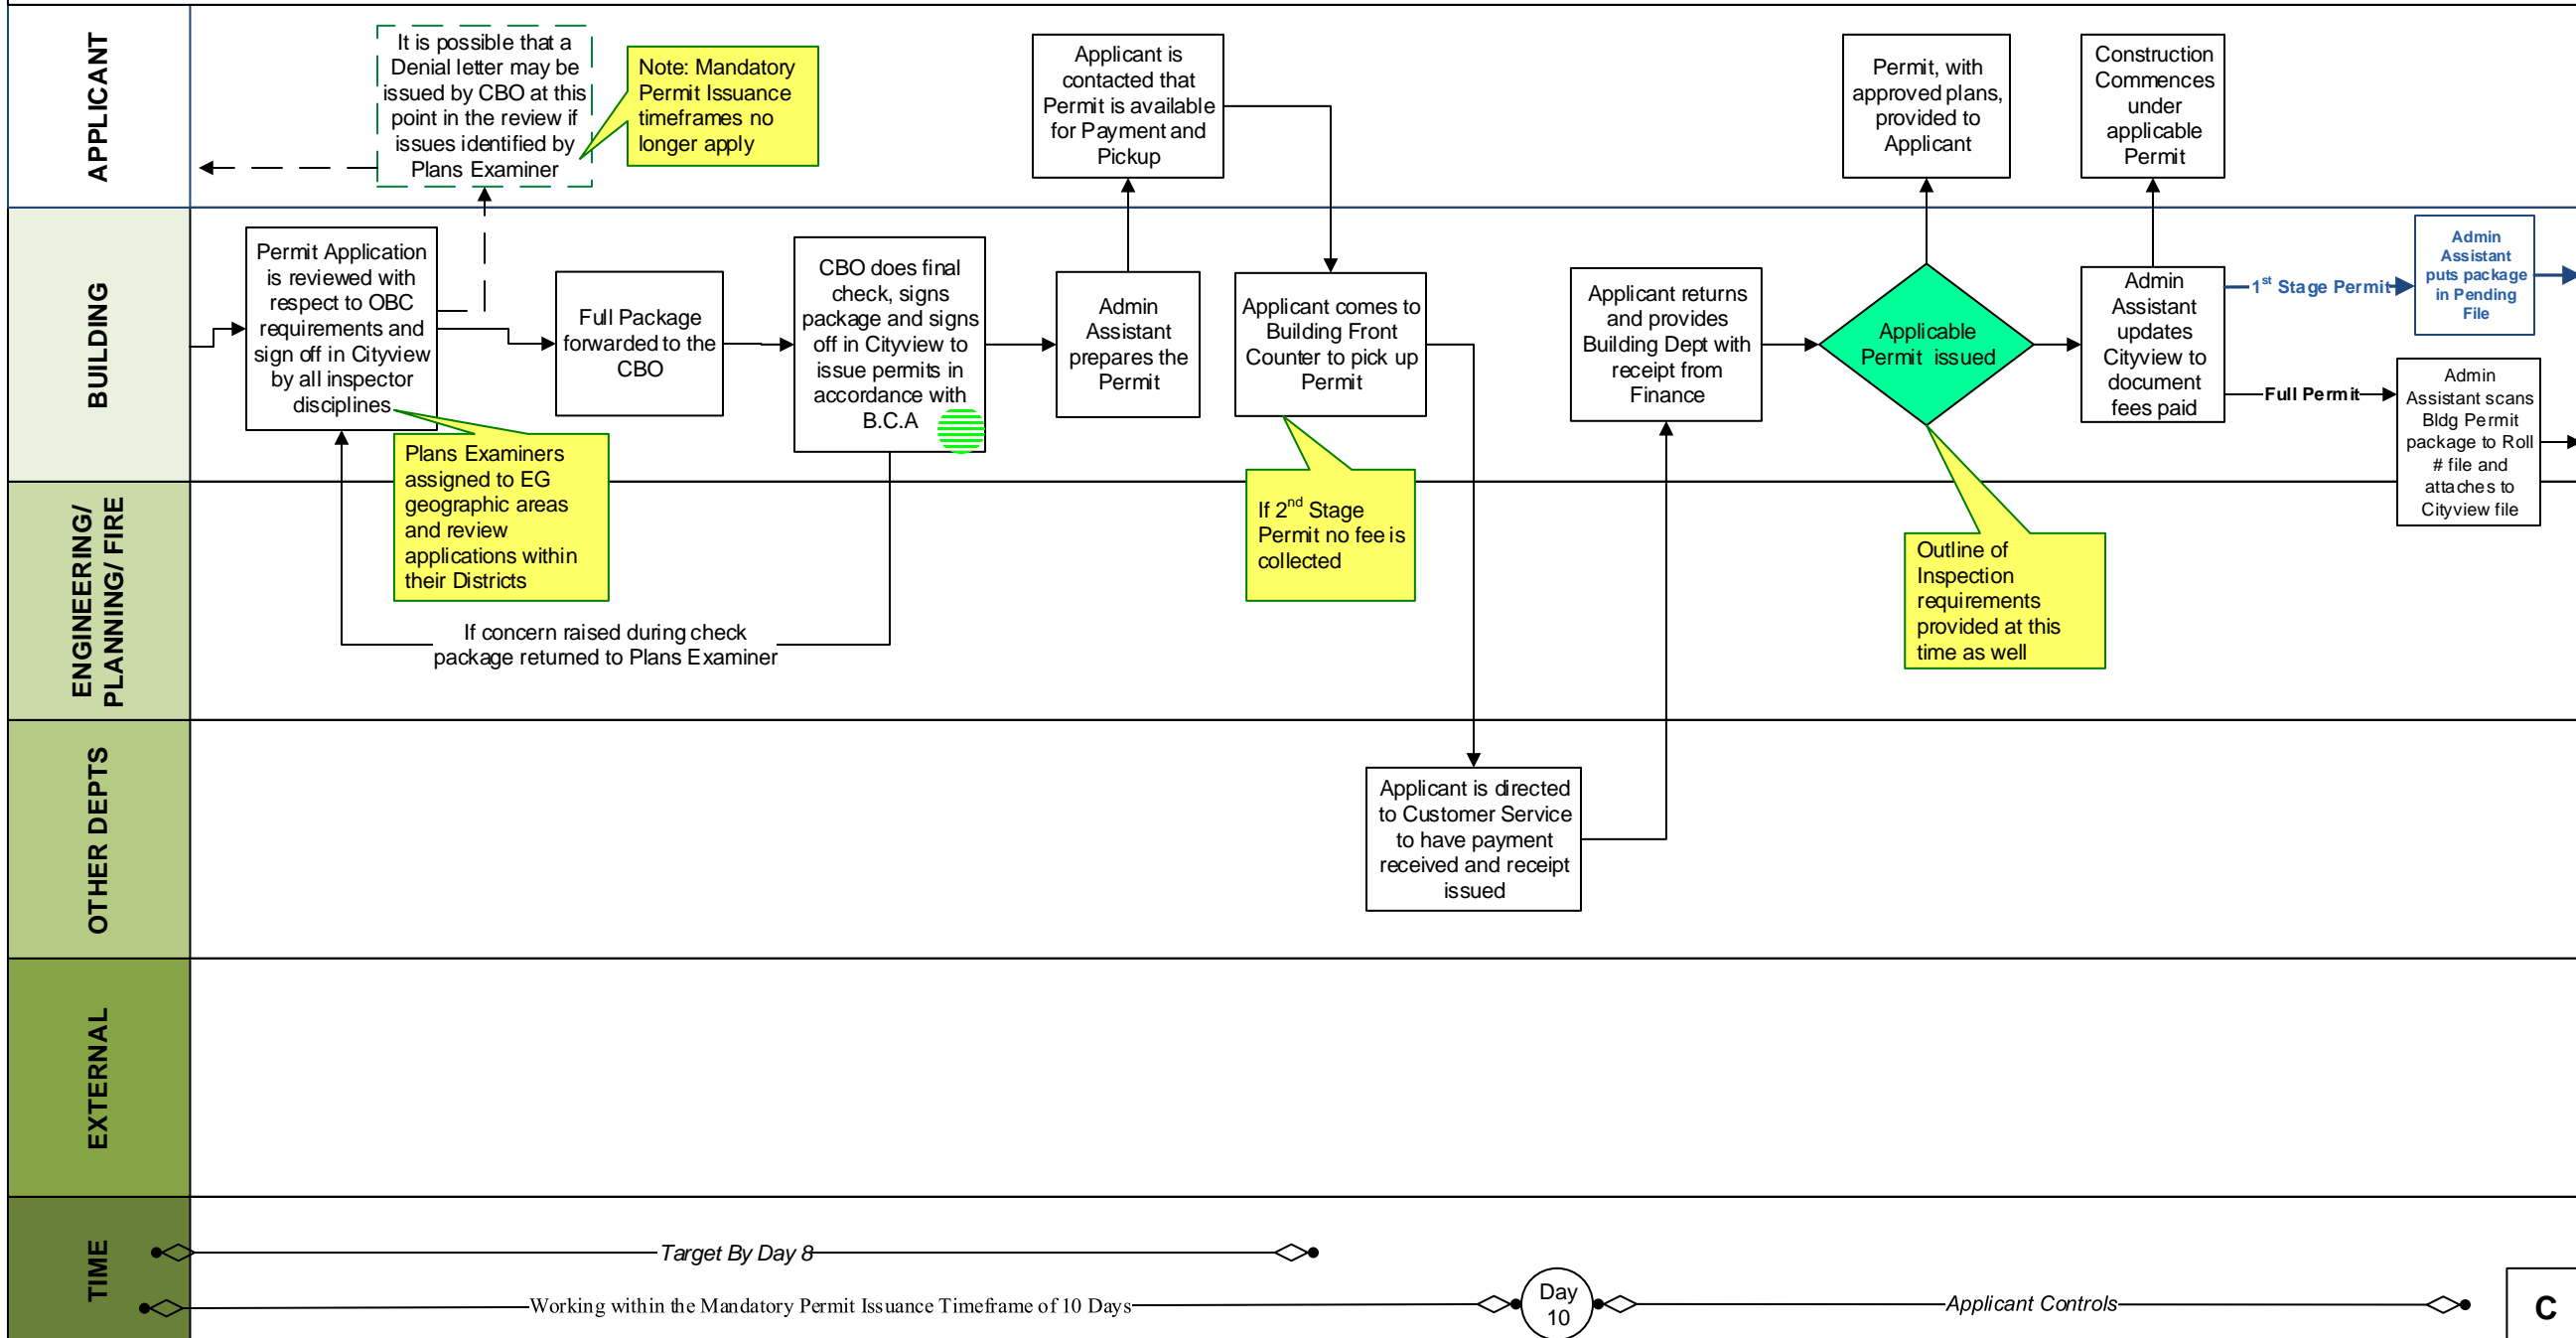 APPLICANT
It is possible that a
Denial letter may be
issued by CBO at this
point in the review if
issues identified by
Plans Examiner
Note: Mandatory
Permit Issuance
timeframes no
longer apply
Applicant is
contacted that
Permit is available
for Payment and
Pickup
Permit, with
approved plans,
provided to
Applicant
Construction
Commences
under
applicable
Permit
BUILDING
Permit Application
is reviewed with
respect to OBC
requirements and
sign off in Cityview
by all inspector
disciplines
Full Package
forwarded to the
CBO
CBO does final
check, signs
package and signs
off in Cityview to
issue permits in
accordance with
B.C.A
Admin
Assistant
prepares the
Permit
Applicant comes to
Building Front
Counter to pick up
Permit
Applicant returns
and provides
Building Dept with
receipt from
Finance
Applicable
Permit issued
Admin
Assistant
updates
Cityview to
document
fees paid
1st Stage Permit
Admin
Assistant
puts package
in Pending
File
Full Permit
Admin
Assistant scans
Bldg Permit
package to Roll
# file and
attaches to
Cityview file
Plans Examiners
assigned to EG
geographic areas
and review
applications within
their Districts
If 2nd Stage
Permit no fee is
collected
Outline of
Inspection
requirements
provided at this
time as well
ENGINEERING/
PLANNING/ FIRE
If concern raised during check
package returned to Plans Examiner
OTHER DEPTS
Applicant is directed
to Customer Service
to have payment
received and receipt
issued
EXTERNAL
TIME
Target By Day 8
Working within the Mandatory Permit Issuance Timeframe of 10 Days
Day
10
Applicant Controls
C